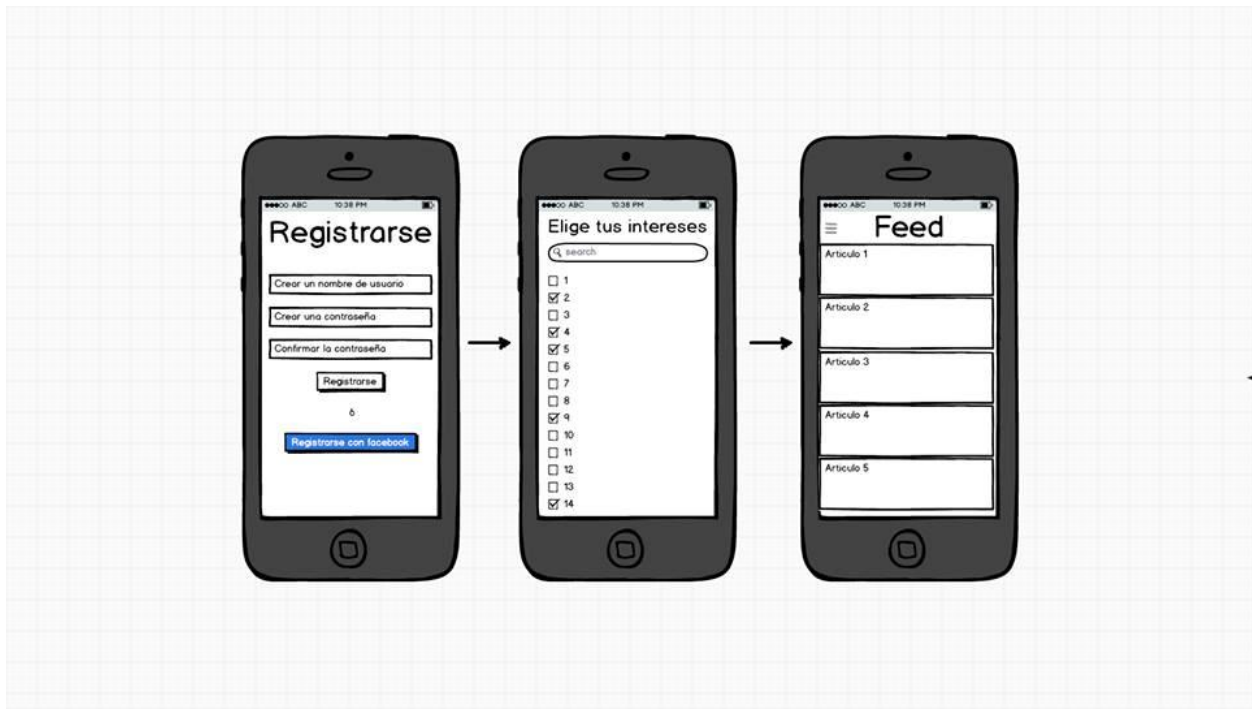 ABC 10:38 PM
Registrarse
Crear un nombre de usuario
Crear una contraseña
Confirmar la contraseña
Registrarse
ó
Registrarse con facebook
ABC 10:38 PM
Elige tus intereses
search
1
2
3
4
5
6
7
8
9
10
11
12
13
14
ABC 10:38 PM
Feed
Articulo 1
Articulo 2
Articulo 3
Articulo 4
Articulo 5